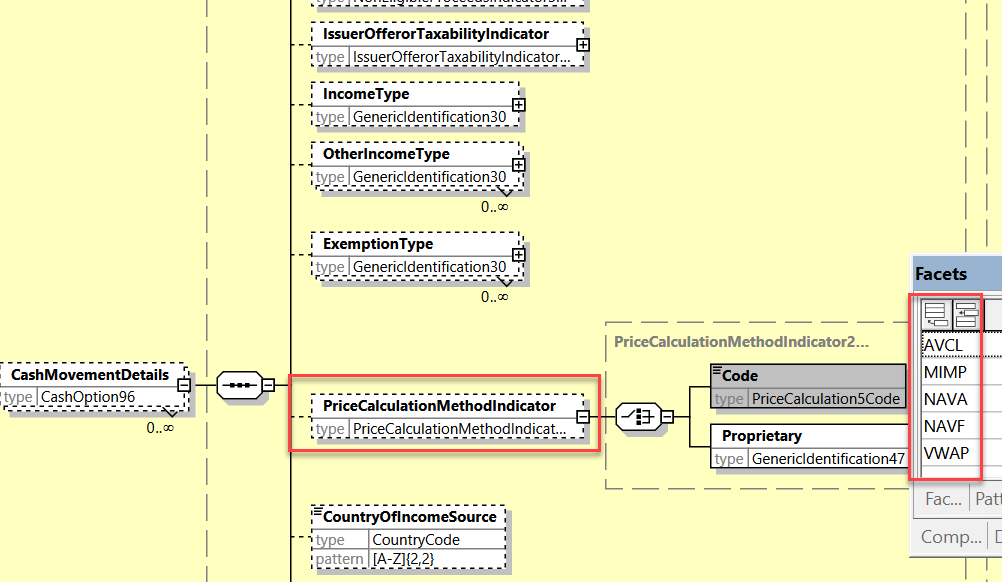 IssuerOfferorTaxabilityIndicator
type IssuerOfferorTaxabilityIndicator...
IncomeType
type GenericIdentification30
OtherIncomeType
type GenericIdentification30
0..∞
ExemptionType
type GenericIdentification30
0..∞
Facets
AVCL
MIMP
NAVA
NAVF
VWAP
Fac...
Comp...
PriceCalculationMethodIndicator2...
Code
type PriceCalculation5Code
Proprietary
type GenericIdentification47
CashMovementDetails
type CashOption96
0..∞
PriceCalculationMethodIndicator
type PriceCalculationMethodIndicat...
CountryOfIncomeSource
type CountryCode
pattern [A-Z]{2,2}